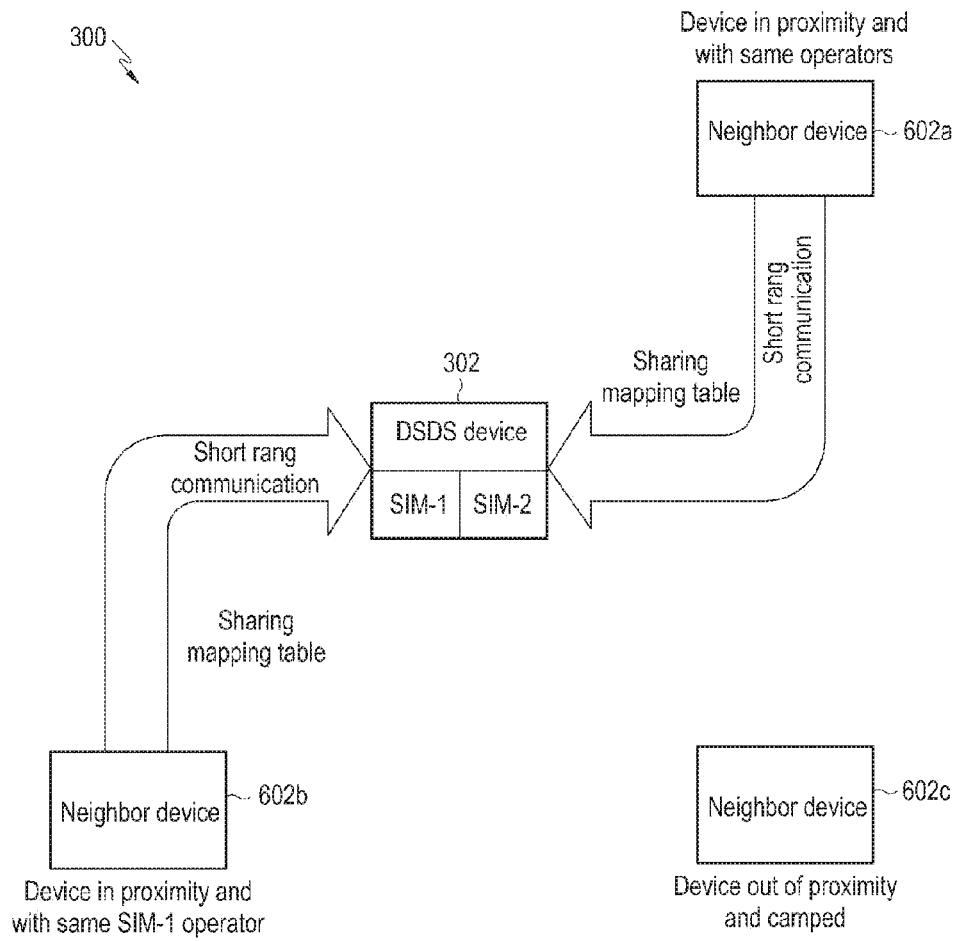 300
Device in proximity and
with same operators
Neighbor device
602a
Short rang
communication
Sharing
mapping table
302
DSDS device
SIM-1
SIM-2
Short rang
communication
Sharing
mapping table
Neighbor device
602b
Device in proximity and
with same SIM-1 operator
Neighbor device
602c
Device out of proximity
and camped